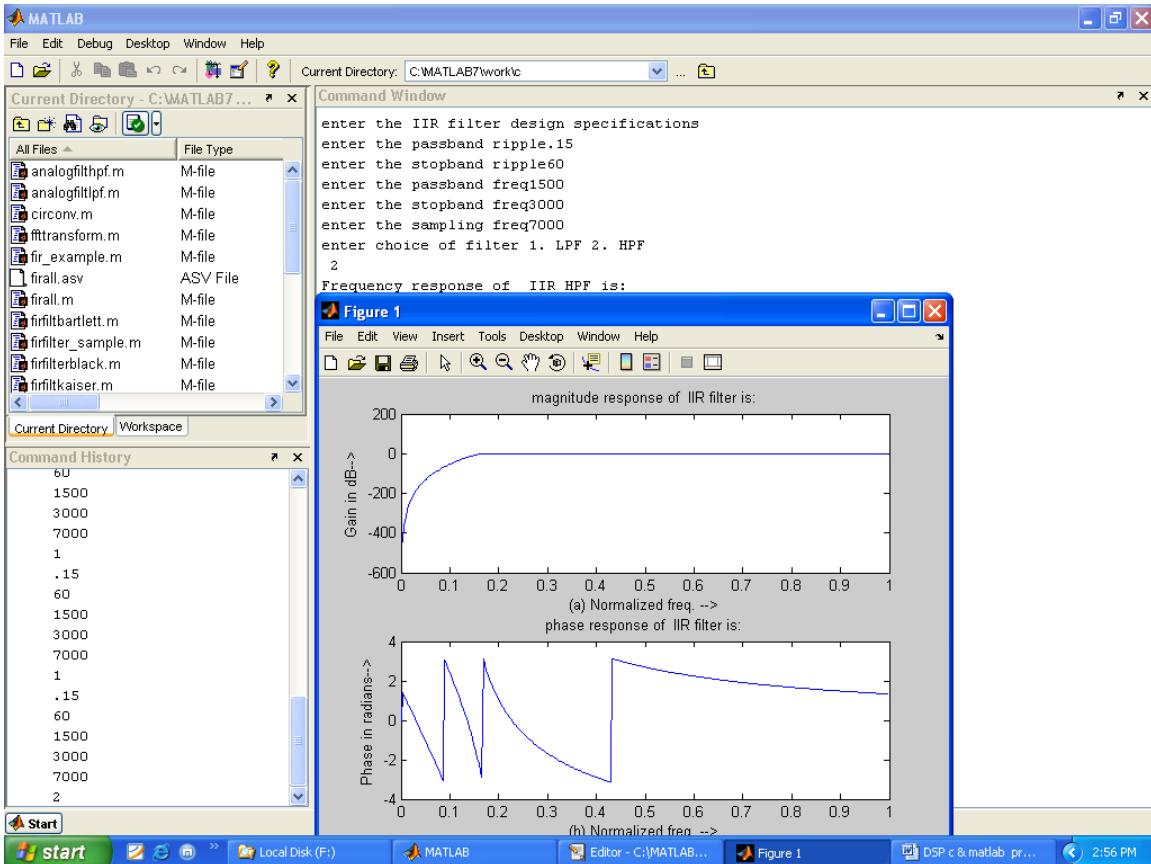 MATLAB
File Edit Debug Desktop Window Help
Current Directory: C:\MATLAB7\work\c
Current Directory - C:\MATLAB7...
All Files File Type
analogfilthpf.m M-file
analogfiltlpf.m M-file
circonv.m M-file
ffttransform.m M-file
fir_example.m M-file
firall.asv ASV File
firall.m M-file
firfiltbartlett.m M-file
firfilter_sample.m M-file
firfilterblack.m M-file
firfiltkaiser.m M-file
Current Directory Workspace
Command History
60
1500
3000
7000
1
.15
60
1500
3000
7000
1
.15
60
1500
3000
7000
2
Command Window
enter the IIR filter design specifications
enter the passband ripple.15
enter the stopband ripple60
enter the passband freq1500
enter the stopband freq3000
enter the sampling freq7000
enter choice of filter 1. LPF 2. HPF
2
Frequency response of IIR HPF is:
Figure 1
File Edit View Insert Tools Desktop Window Help
magnitude response of IIR filter is:
200
0
-200
-400
-600
Gain in dB-->
0 0.1 0.2 0.3 0.4 0.5 0.6 0.7 0.8 0.9 1
(a) Normalized freq. -->
phase response of IIR filter is:
4
2
0
-2
-4
Phase in radians-->
0 0.1 0.2 0.3 0.4 0.5 0.6 0.7 0.8 0.9 1
(b) Normalized freq. -->
Start
start
Local Disk (F:)
MATLAB
Editor - C:\MATLAB...
Figure 1
DSP c & matlab pr...
2:56 PM